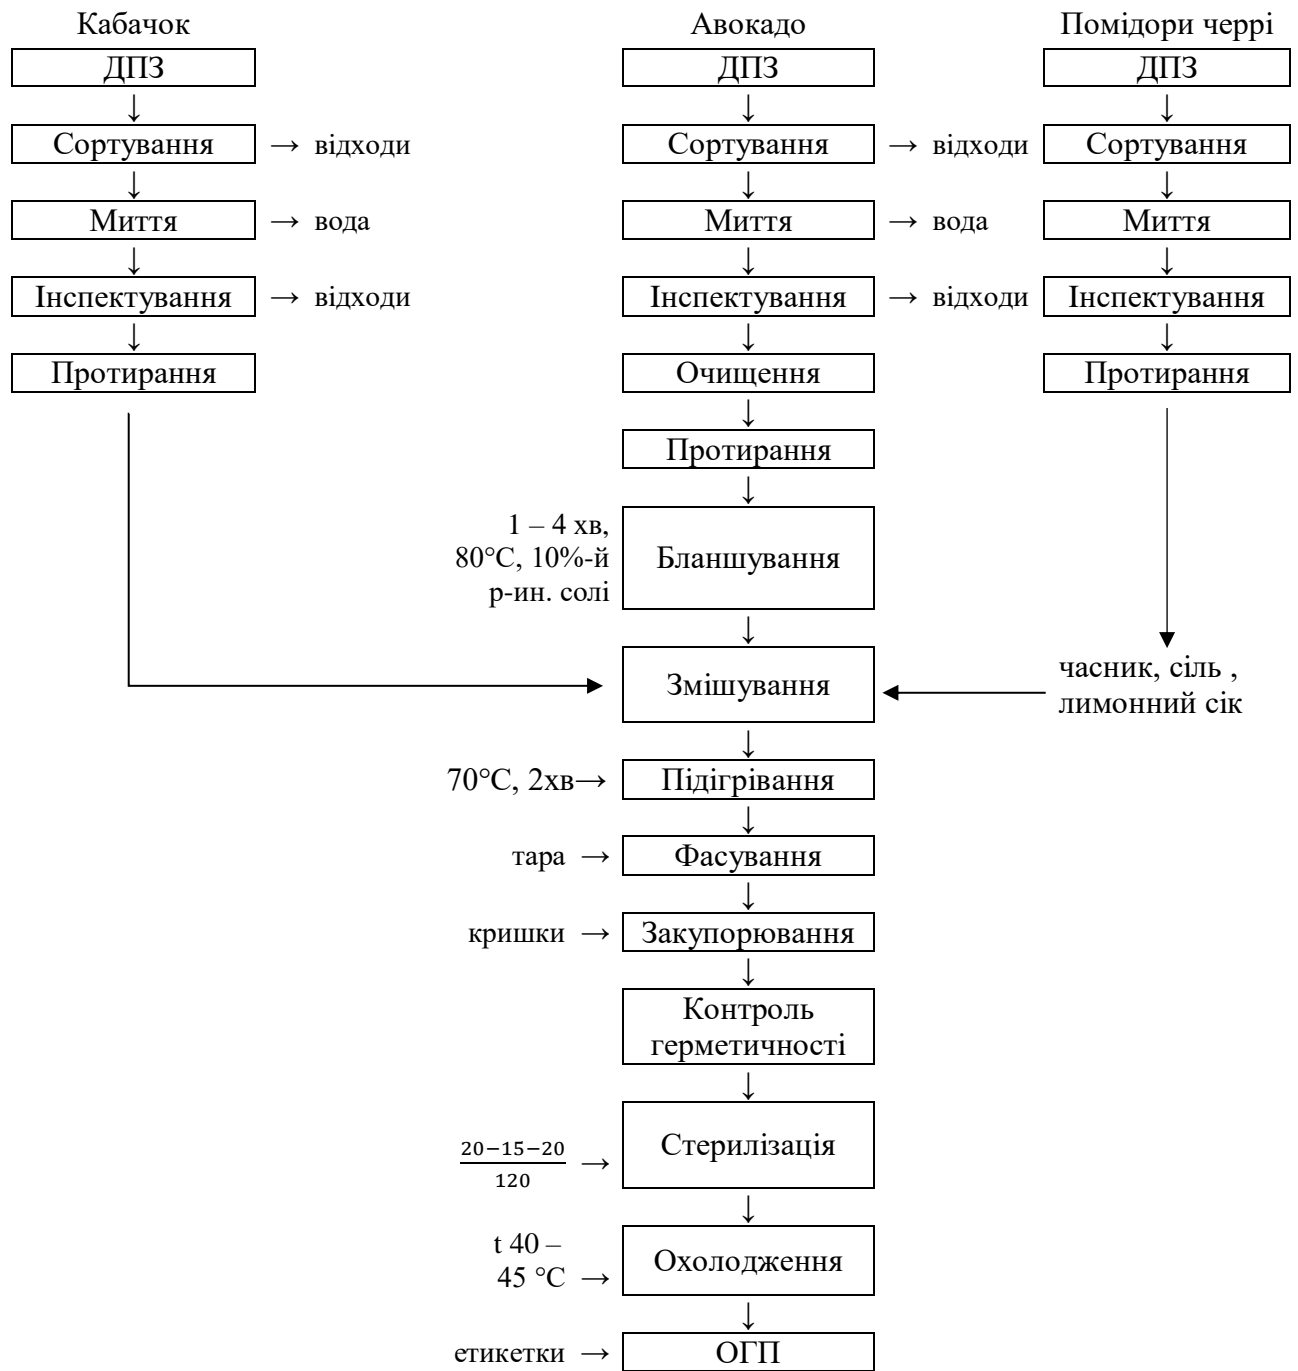 Кабачок Авокадо Помідори черрі
ДПЗ ДПЗ ДПЗ
Сортування → відходи Сортування → відходи Сортування
Миття → вода Миття → вода Миття
Інспектування → відходи Інспектування → відходи Інспектування
Протирання Очищення Протирання
Протирання
1 – 4 хв,
80°С, 10%-й
р-ин. солі
Бланшування
Змішування
часник, сіль ,
лимонний сік
70°С, 2хв→ Підігрівання
тара → Фасування
кришки → Закупорювання
Контроль
герметичності
20−15−20
120
→ Стерилізація
t 40 –
45 °С → Охолодження
етикетки → ОГП